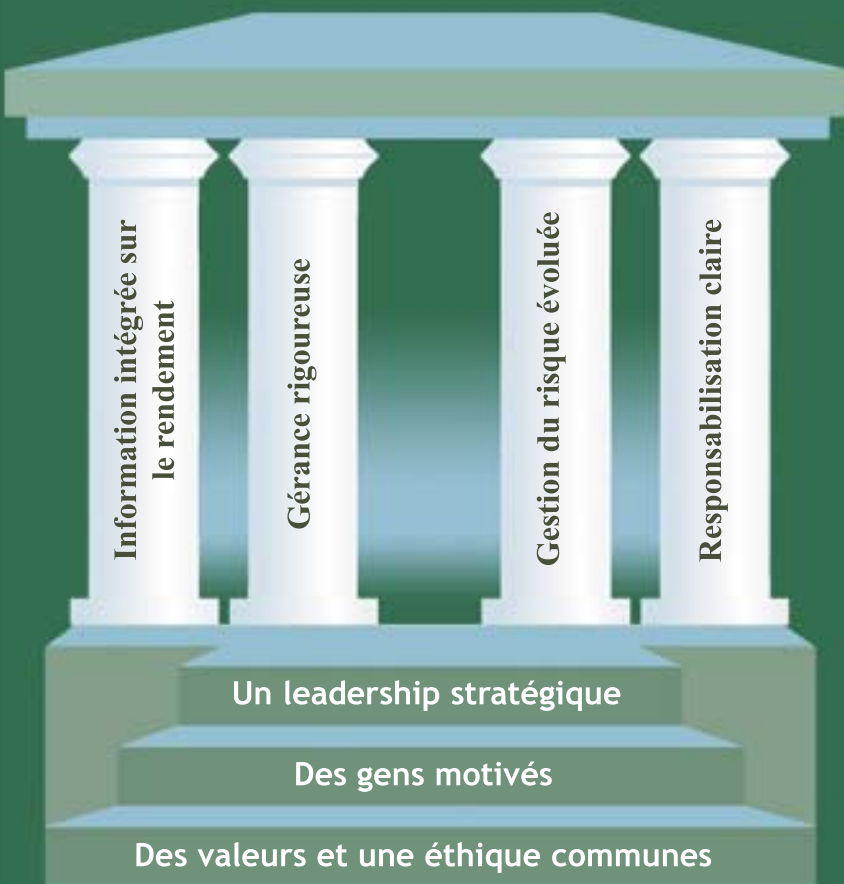 Information intégrée sur
le rendement
Gérance rigoureuse
Gestion du risque évoluée
Responsabilisation claire
Un leadership stratégique
Des gens motivés
Des valeurs et une éthique communes